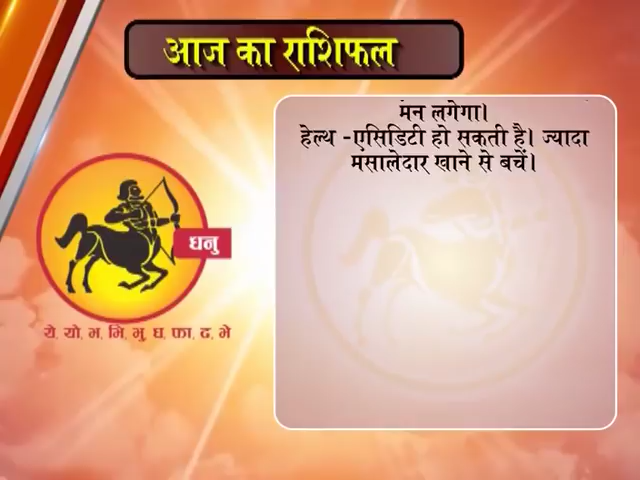 आज का राशिफल
मन लगेगा।
हेल्थ -एसिडिटी हो सकती है। ज्यादा
मसालेदार खाने से बचें।
धनु
ये, यो, भ, भि, भु, ध, फा, ढ, भे